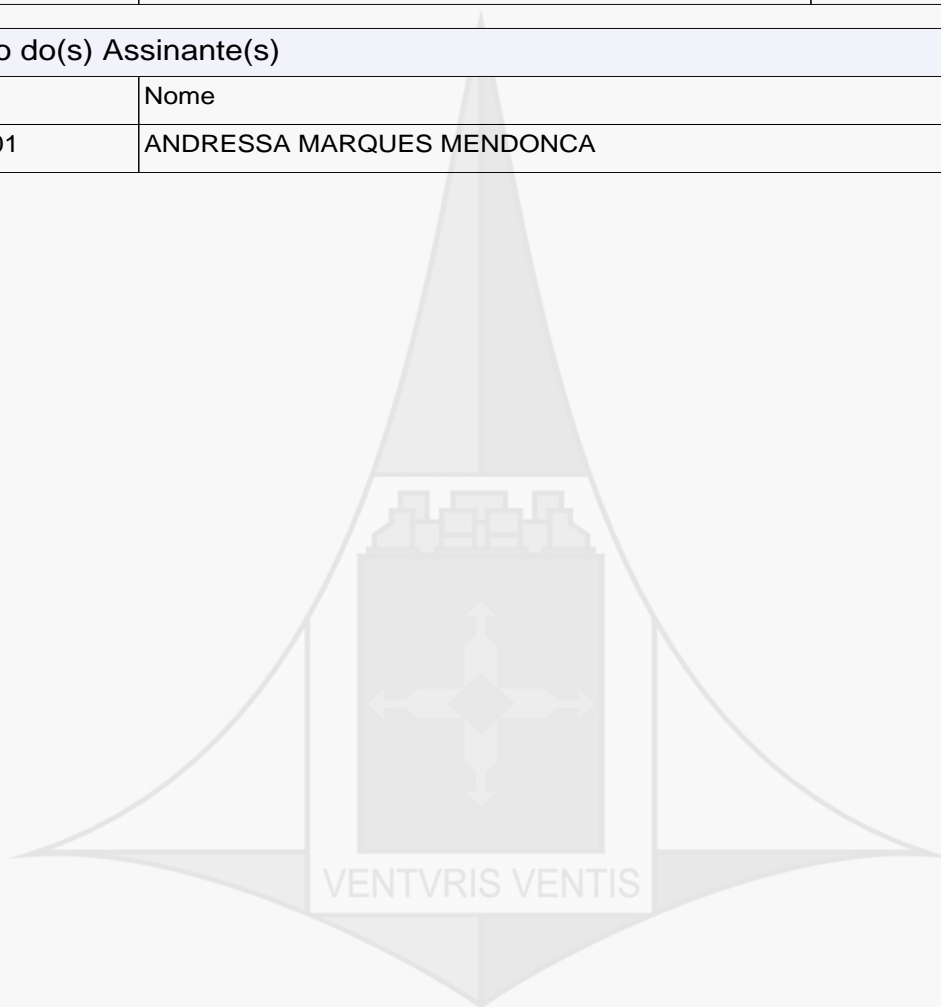 o do(s) Assinante(s)
Nome
01 ANDRESSA MARQUES MENDONCA
VENTVRIS VENTIS